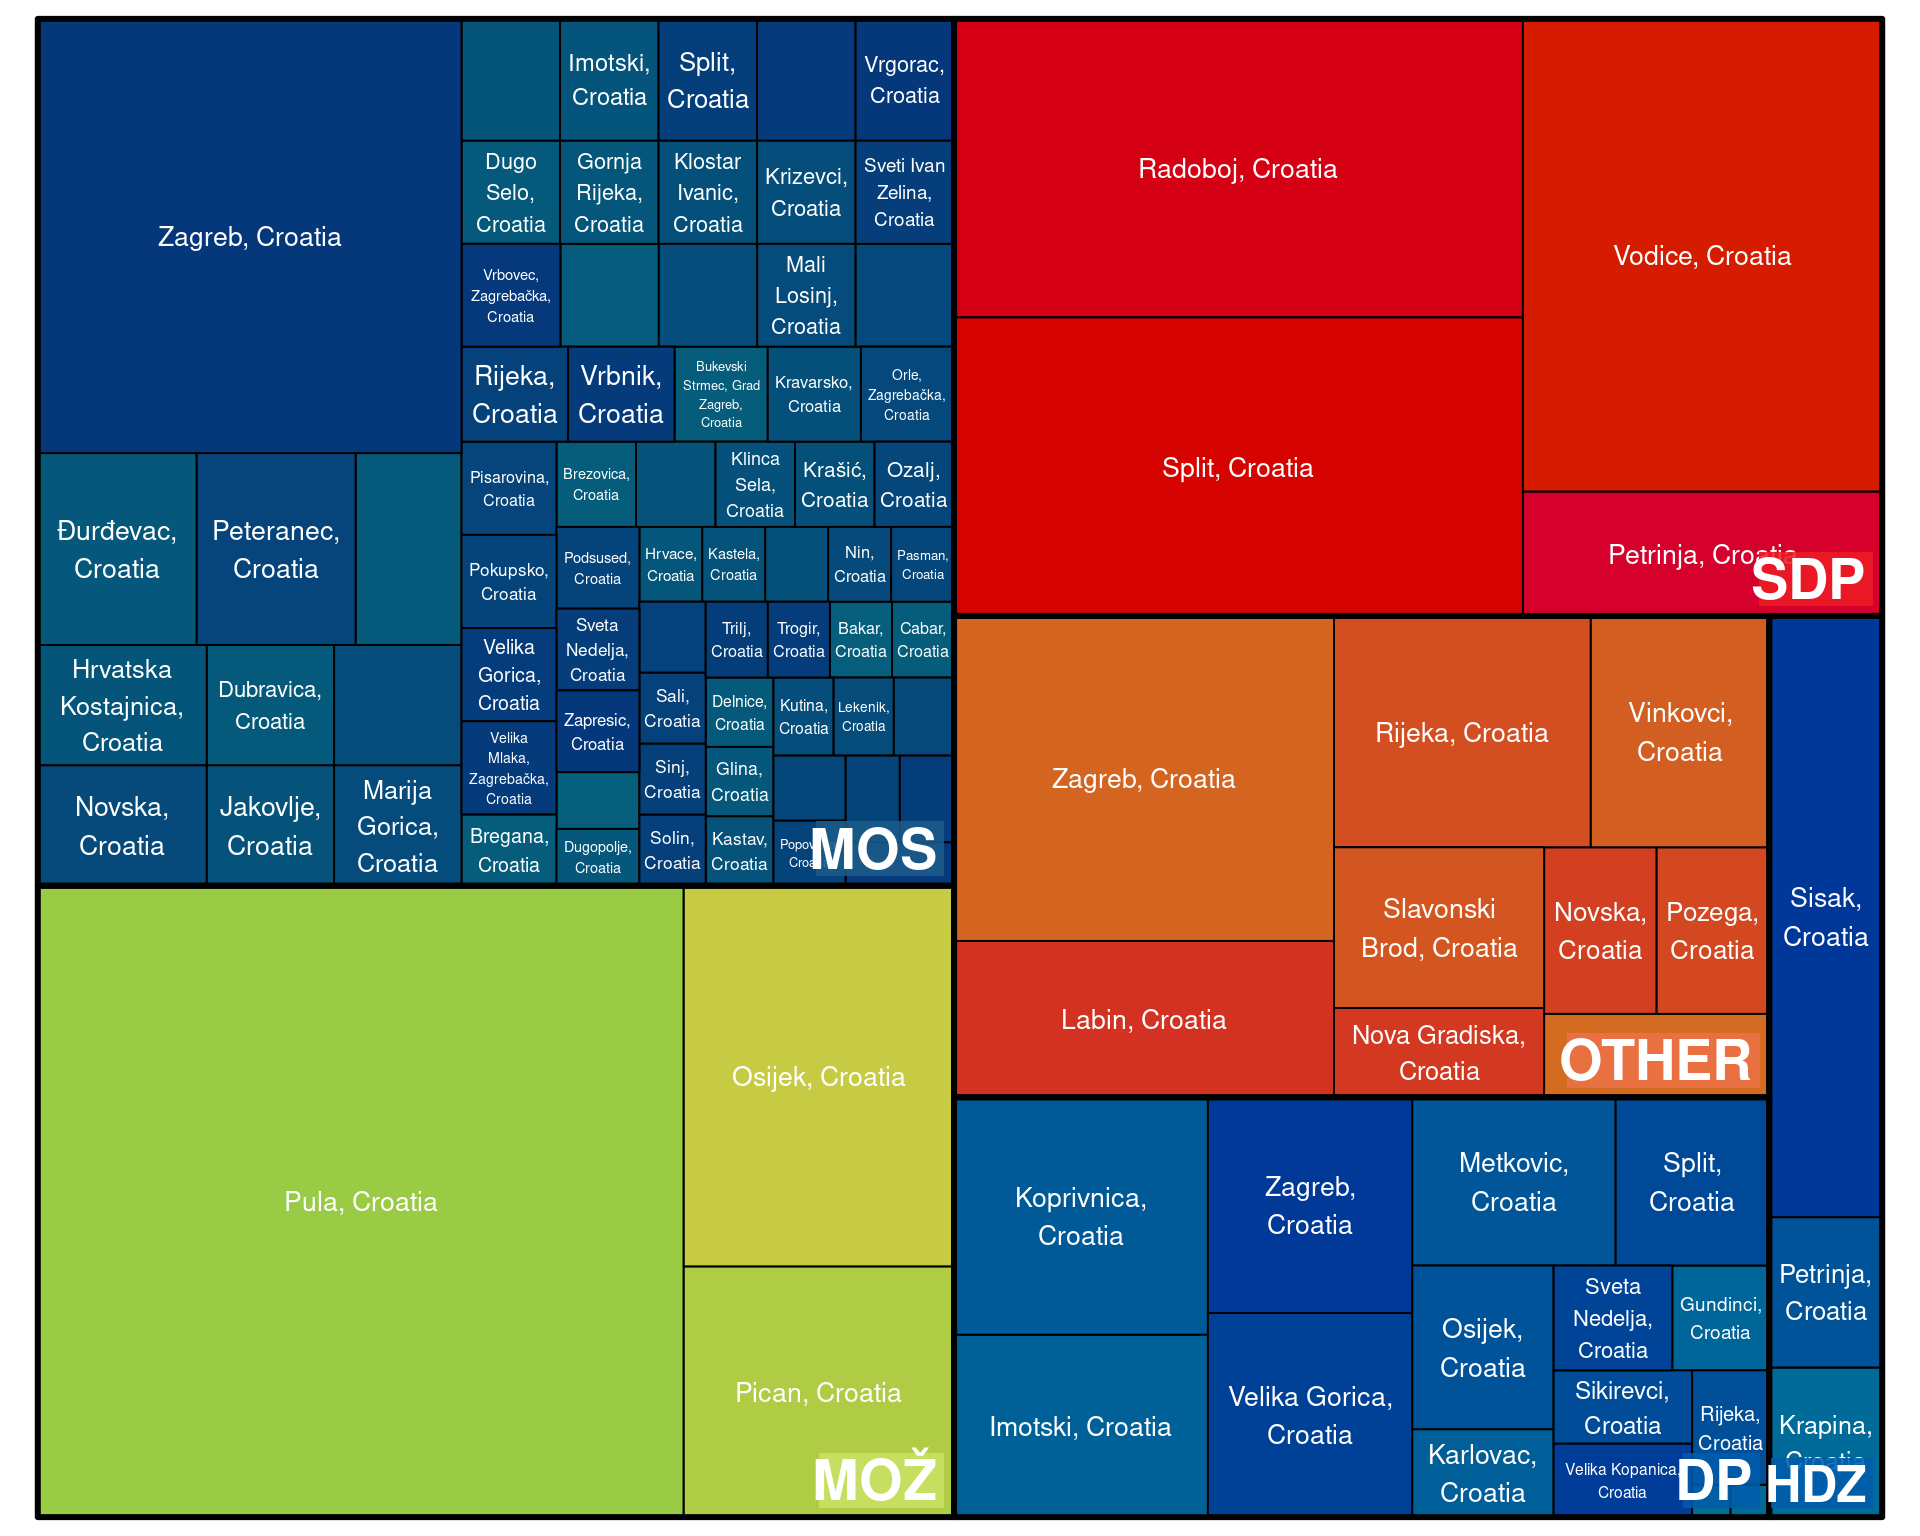 Zagreb, Croatia
Imotski,
Croatia
Split,
Croatia
Vrgorac,
Croatia
Dugo
Selo,
Croatia
Gornja
Rijeka,
Croatia
Klostar
Ivanic,
Croatia
Krizevci,
Croatia
Sveti Ivan
Zelina,
Croatia
Vrbovec,
Zagrebačka,
Croatia
Mali
Losinj,
Croatia
Rijeka,
Croatia
Vrbnik,
Croatia
Bukevski
Strmec, Grad
Zagreb,
Croatia
Kravarsko,
Croatia
Orle,
Zagrebačka,
Croatia
Đurđevac,
Croatia
Peteranec,
Croatia
Hrvatska
Kostajnica,
Croatia
Dubravica,
Croatia
Novska,
Croatia
Jakovlje,
Croatia
Marija
Gorica,
Croatia
Pisarovina,
Croatia
Brezovica,
Croatia
Klinca
Sela,
Croatia
Krašić,
Croatia
Ozalj,
Croatia
Pokupsko,
Croatia
Podsused,
Croatia
Hrvace,
Croatia
Kastela,
Croatia
Nin,
Croatia
Pasman,
Croatia
Velika
Gorica,
Croatia
Sveta
Nedelja,
Croatia
Trilj,
Croatia
Trogir,
Croatia
Bakar,
Croatia
Cabar,
Croatia
Velika
Mlaka,
Zagrebačka,
Croatia
Zapresic,
Croatia
Sali,
Croatia
Delnice,
Croatia
Kutina,
Croatia
Lekenik,
Croatia
Sinj,
Croatia
Glina,
Croatia
Bregana,
Croatia
Dugopolje,
Croatia
Solin,
Croatia
Kastav,
Croatia
MOS
Pula, Croatia
Osijek, Croatia
Pican, Croatia
MOŽ
Radoboj, Croatia
Vodice, Croatia
Split, Croatia
Petrinja, Croatia
SDP
Zagreb, Croatia
Rijeka, Croatia
Vinkovci,
Croatia
Labin, Croatia
Slavonski
Brod, Croatia
Novska,
Croatia
Pozega,
Croatia
Nova Gradiska,
Croatia
OTHER
Koprivnica,
Croatia
Zagreb,
Croatia
Metkovic,
Croatia
Split,
Croatia
Imotski, Croatia
Velika Gorica,
Croatia
Osijek,
Croatia
Sveta
Nedelja,
Croatia
Gundinci,
Croatia
Sikirevci,
Croatia
Rijeka,
Croatia
Karlovac,
Croatia
Velika Kopanica,
Croatia
DP
Sisak,
Croatia
Petrinja,
Croatia
Krapina,
Croatia
HDZ